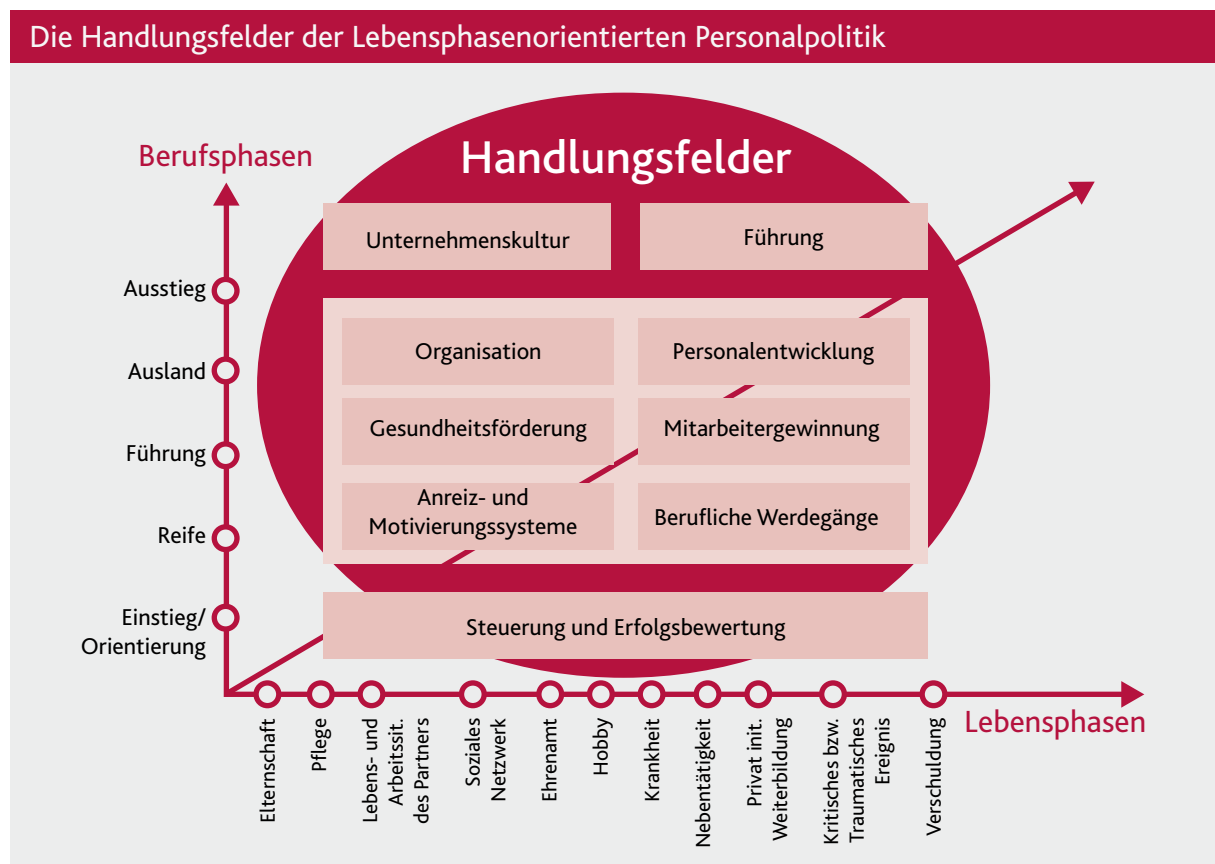 Die Handlungsfelder der Lebensphasenorientierten Personalpolitik
Berufsphasen
Handlungsfelder
Unternehmenskultur
Führung
Organisation
Personalentwicklung
Gesundheitsförderung
Mitarbeitergewinnung
Anreiz- und
Motivierungssysteme
Berufliche Werdegänge
Steuerung und Erfolgsbewertung
Ausstieg
Ausland
Führung
Reife
Einstieg/
Orientierung
Lebensphasen
Elternschaft
Pflege
Lebens- und
Arbeitssit.
des Partners
Soziales
Netzwerk
Ehrenamt
Hobby
Krankheit
Nebentätigkeit
Privat init.
Weiterbildung
Kritisches bzw.
Traumatisches
Ereignis
Verschuldung